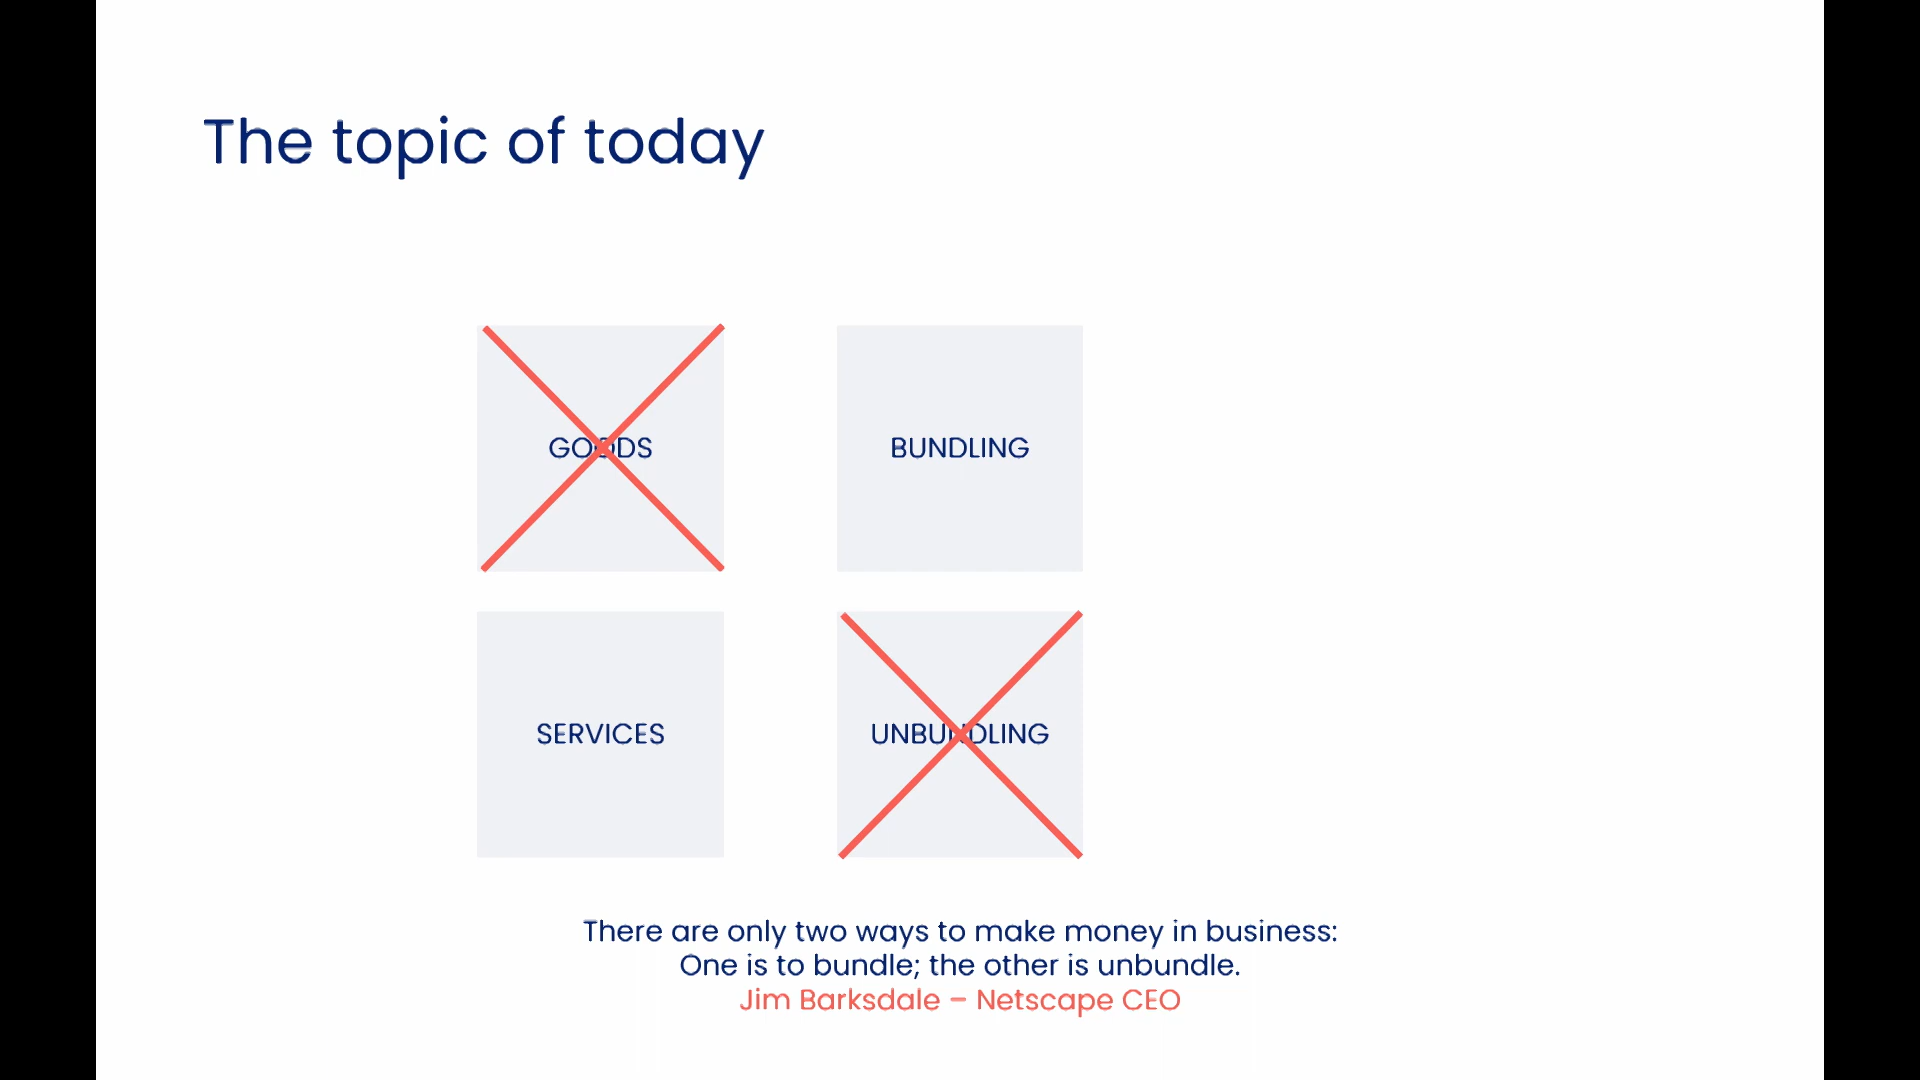 The topic of today
GOODS
BUNDLING
SERVICES
UNBUNDLING
There are only two ways to make money in business:
One is to bundle; the other is unbundle.
Jim Barksdale – Netscape CEO